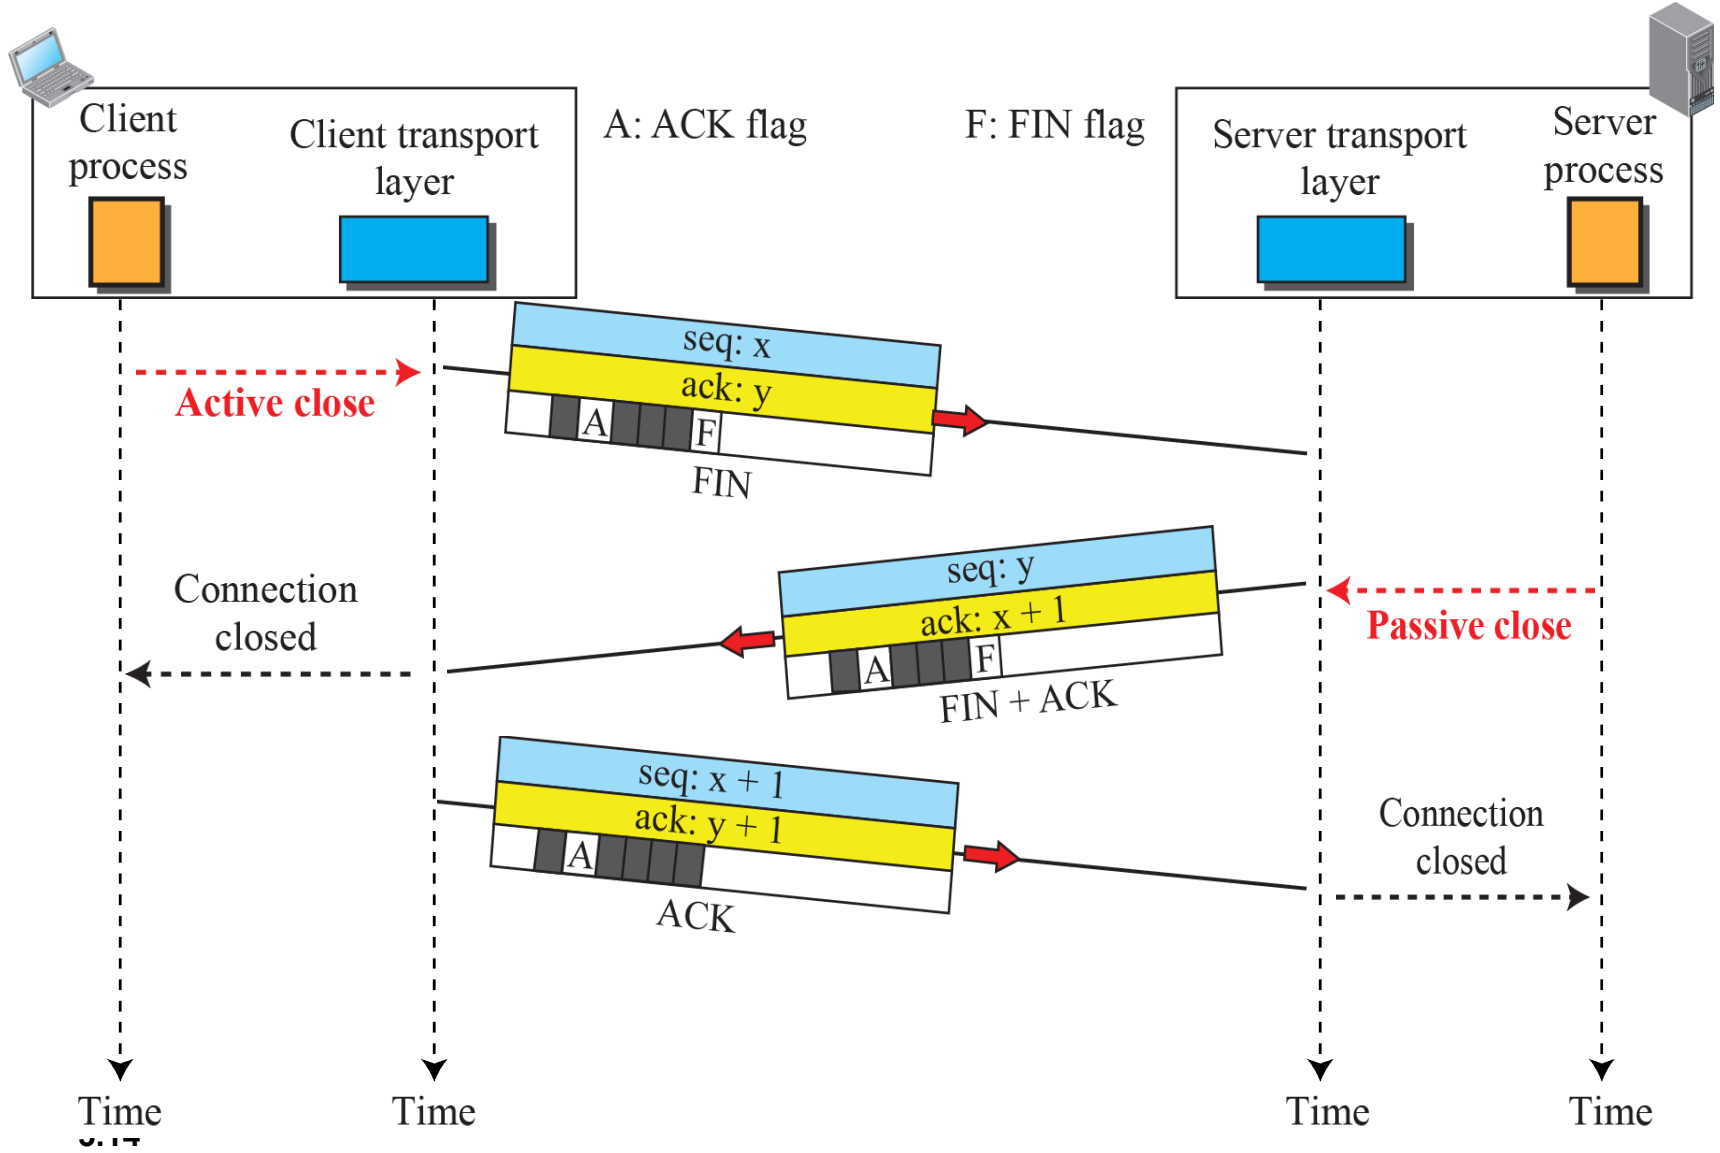 Client
process
Client transport
layer
A: ACK flag
F: FIN flag
Server transport
layer
Server
process
Active close
seq: x
ack: y
A
F
FIN
Connection
closed
seq: y
ack: x + 1
A
F
FIN + ACK
Passive close
seq: x + 1
ack: y + 1
A
ACK
Connection
closed
Time
Time
Time
Time